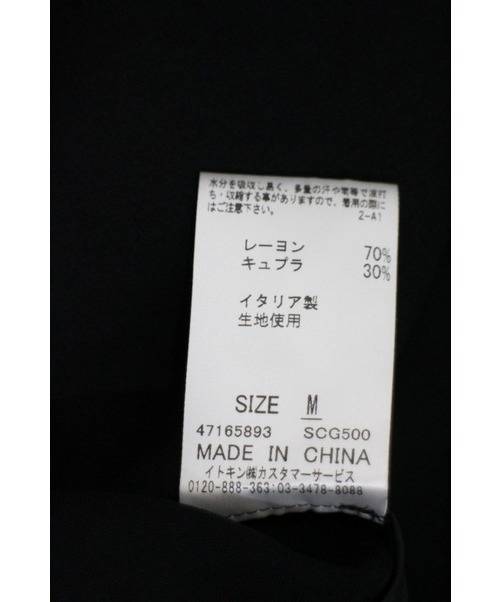 水分を吸収し易く、多量の汗や雨等で波打
ち・収縮する事がありますので、着用の際に
はご注意下さい。 2-A1
レーヨン 70%
キュプラ 30%
イタリア製
生地使用
SIZE M
47165893 SCG500
MADE IN CHINA
イトキン㈱カスタマーサービス
0120-888-363:03-3478-8088